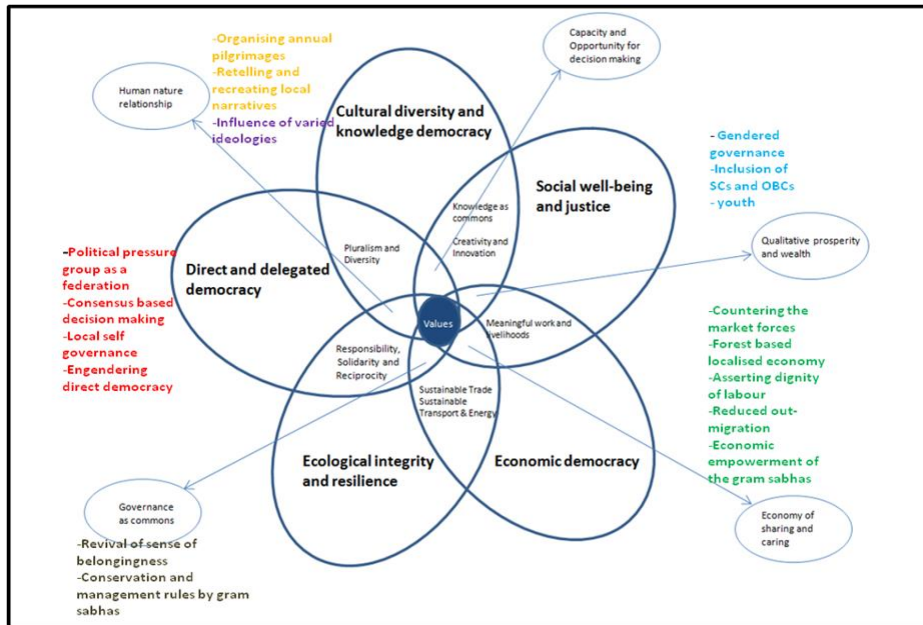 -Organising annual
pilgrimages
-Retelling and
recreating local
narratives
-Influence of varied
ideologies
Capacity and
Opportunity for
decision making
Human nature
relationship
Cultural diversity and
knowledge democracy
- Gendered
governance
-Inclusion of
SCs and OBCs
- youth
Social well-being
and justice
Knowledge as
commons
Creativity and
Innovation
Qualitative prosperity
and wealth
Pluralism and
Diversity
Direct and delegated
democracy
-Political pressure
group as a
federation
-Consensus based
decision making
-Local self
governance
-Engendering
direct democracy
Values
Meaningful work and
livelihoods
-Countering the
market forces
-Forest based
localised economy
-Asserting dignity
of labour
-Reduced out-
migration
-Economic
empowerment of
the gram sabhas
Responsibility,
Solidarity and
Reciprocity
Sustainable Trade
Sustainable
Transport & Energy
Ecological integrity
and resilience
Economic democracy
Governance
as commons
-Revival of sense of
belongingness
-Conservation and
management rules by gram
sabhas
Economy of
sharing and
caring